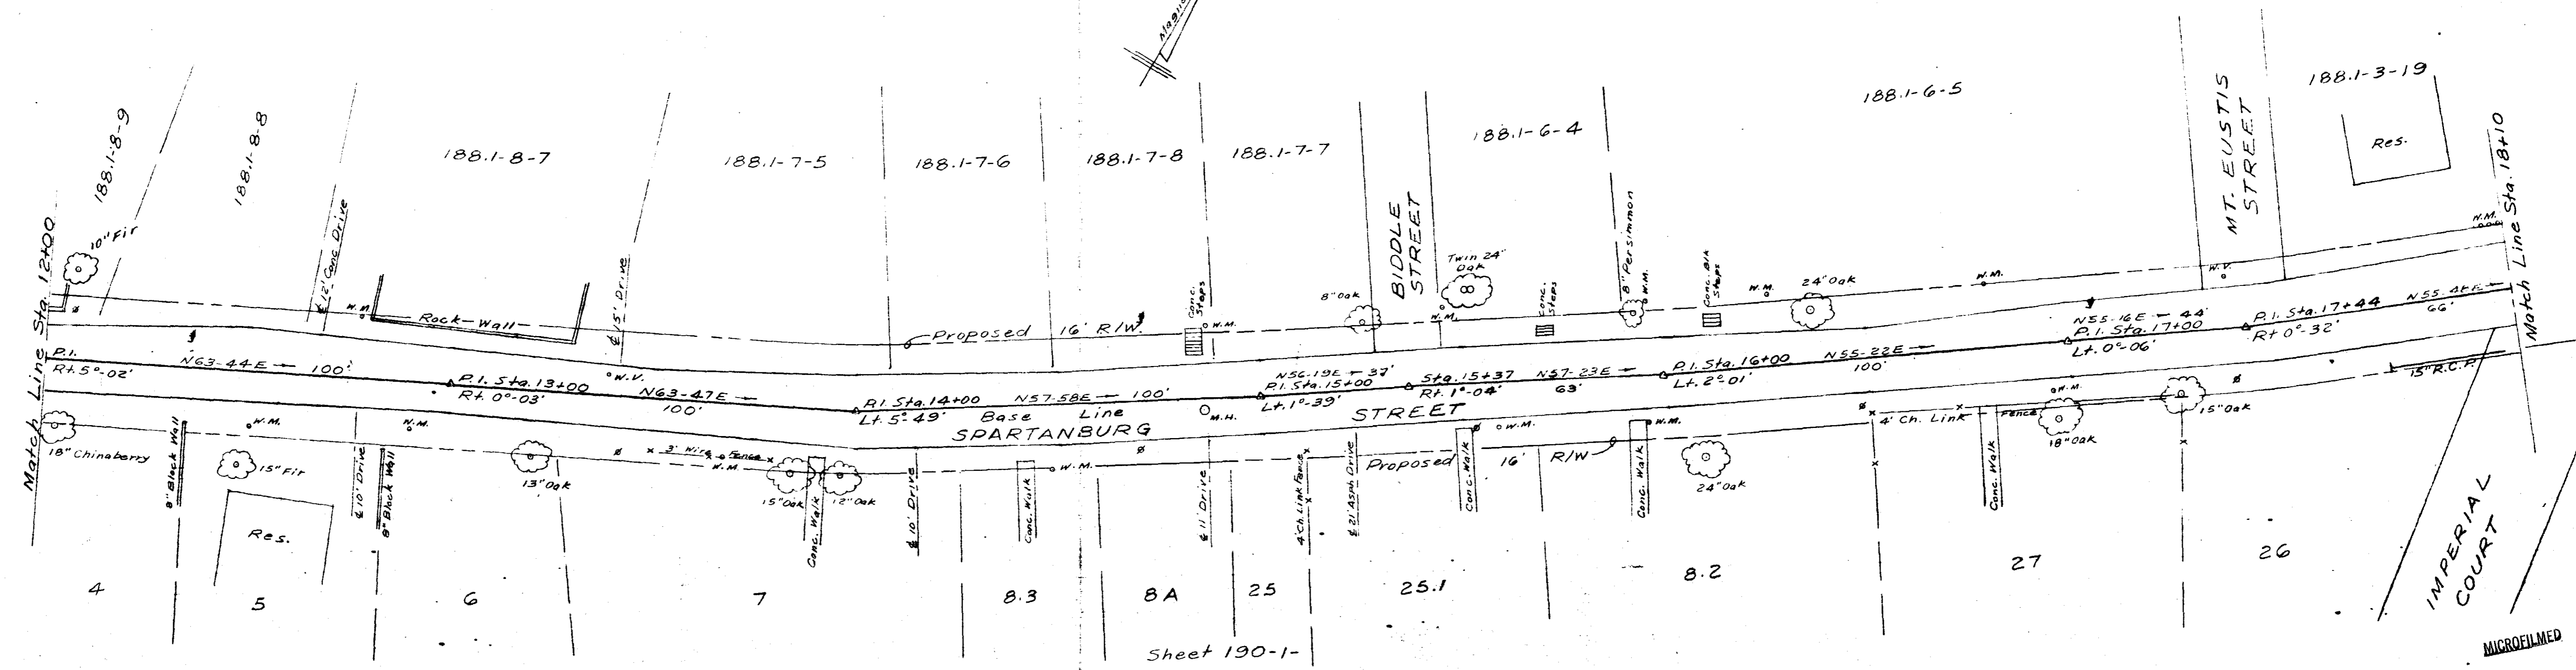 188.1-8-9
188.1-8-8
188.1-8-7
188.1-7-5
188.1-7-6
188.1-7-8
188.1-7-7
BIDDLE
STREET
188.1-6-4
188.1-6-5
MT. EUSTIS
STREET
188.1-3-19
Res.
Match Line Sta. 12+00
Match Line Sta. 18+10
10" Fir
℄ 12' Conc Drive
W.M.
Rock Wall
℄ 15' Drive
Proposed 16' R/W
Conc.
Steps
W.M.
8" Oak
W.M.
Twin 24"
Oak
Conc.
Steps
8" Persimmon
W.M.
Conc. Blk
Steps
W.M.
24" Oak
W.M.
W.V.
W.M.
P.I.
Rt. 5°-02'
N63-44E 100'
W.V.
P.I. Sta. 13+00
Rt. 0°-03'
N63-47E
100'
P.I. Sta. 14+00
Lt. 5°-49'
N57-58E 100'
Base Line
M.H.
N56-19E 37'
P.I. Sta. 15+00
Lt. 1°-39'
Sta. 15+37
Rt. 1°-04'
N57-23E
63'
P.I. Sta. 16+00
Lt. 2°-01'
N55-22E
100'
N55-16E 44'
P.I. Sta. 17+00
Lt. 0°-06'
P.I. Sta. 17+44
Rt 0°-32'
66'
15" R.C.P.
SPARTANBURG STREET
18" Chinaberry
8" Block Wall
W.M.
15" Fir
℄ 10' Drive
8" Block Wall
W.M.
13" Oak
3' Wire Fence
W.M.
15" Oak
Conc. Walk
12" Oak
℄ 10' Drive
Conc. Walk
W.M.
℄ 11' Drive
4' Ch. Link Fence
℄ 21' Asph Drive
Proposed 16' R/W
Conc. Walk
W.M.
Conc. Walk
W.M.
24" Oak
4' Ch. Link Fence
Conc. Walk
W.M.
18" Oak
15" Oak
Res.
4
5
6
7
8.3
8A
25
25.1
8.2
27
26
IMPERIAL
COURT
Sheet 190-1-
MICROFILMED